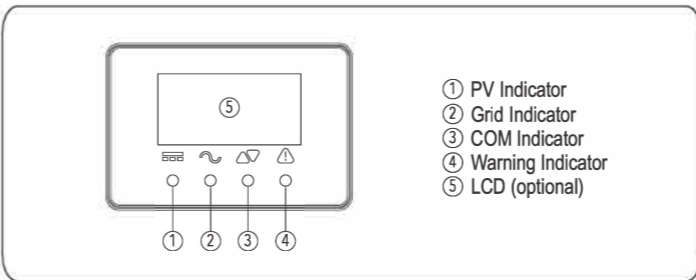 ⑤
① ② ③ ④
① PV Indicator
② Grid Indicator
③ COM Indicator
④ Warning Indicator
⑤ LCD (optional)